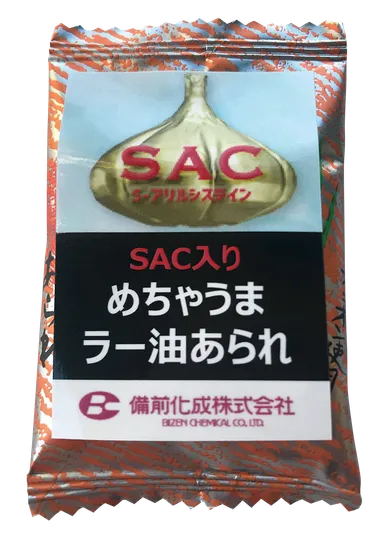 SAC
S-アリルシステイン
SAC入り
めちゃうま
ラー油あられ
備前化成株式会社
BIZEN CHEMICAL CO., LTD.